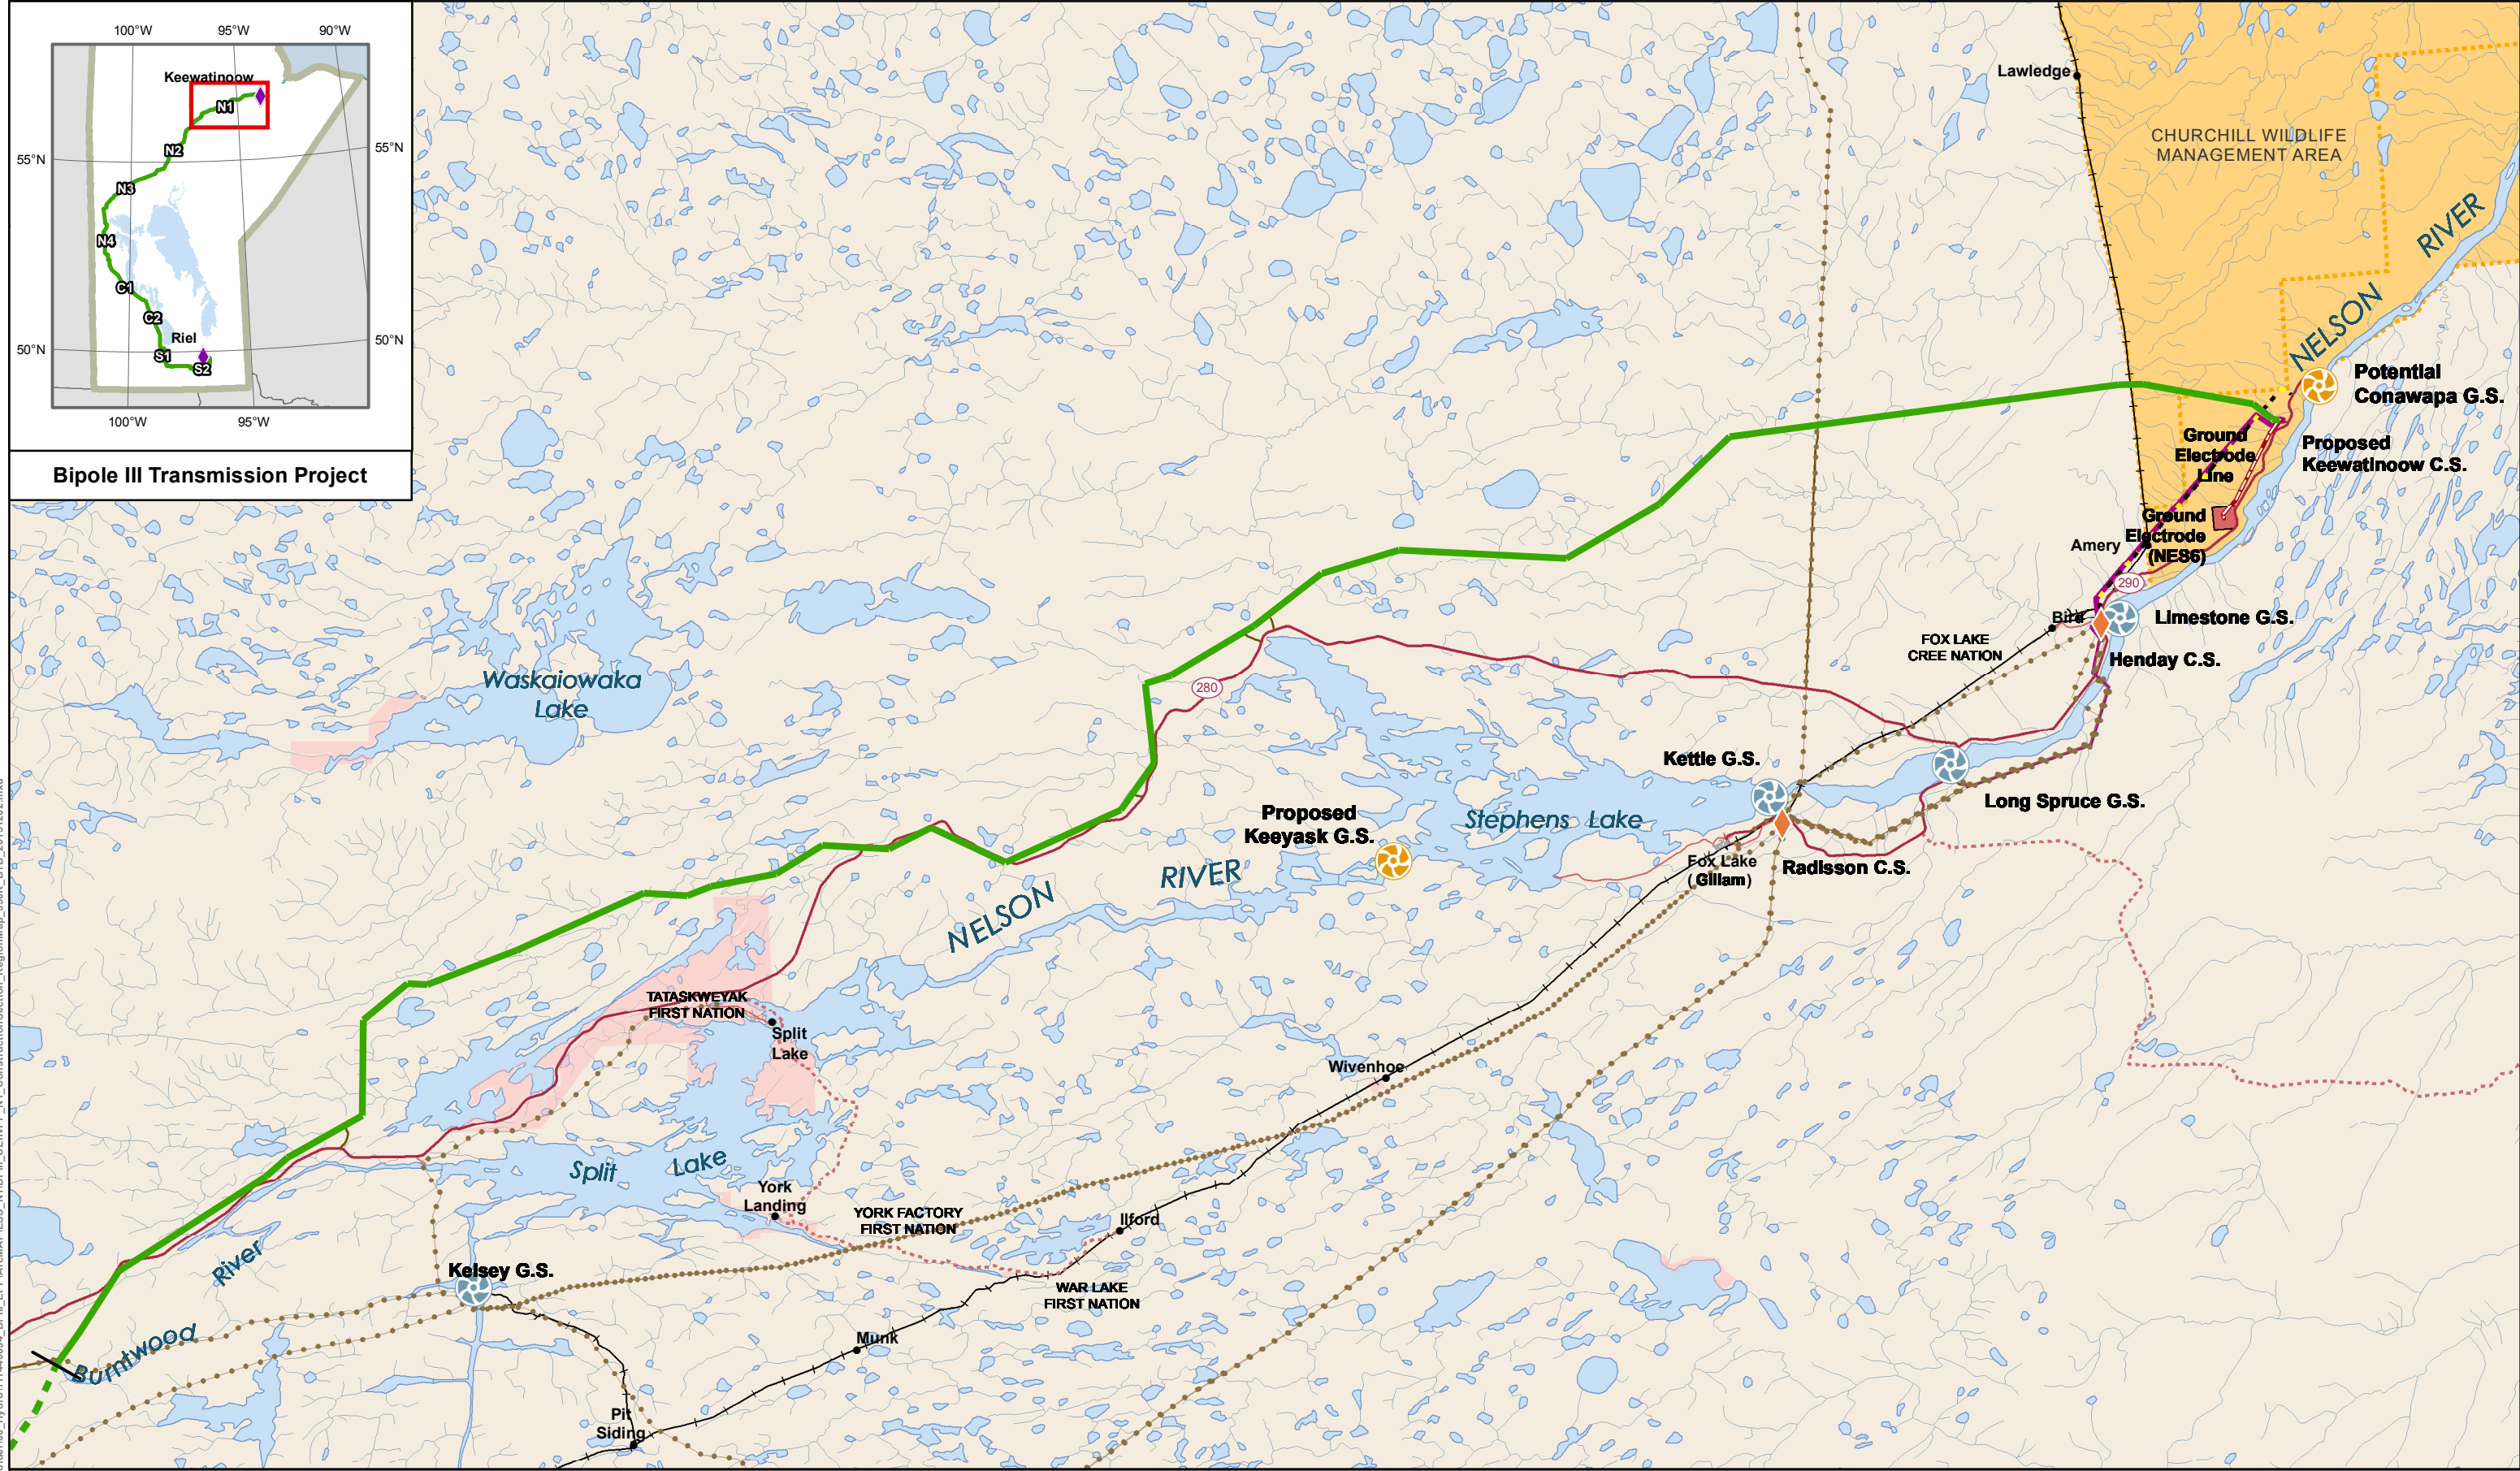 100°W
95°W
90°W
Keewatinoow
N1
N2
55°N
55°N
N3
N4
C1
C2
Riel
S1
S2
50°N
50°N
100°W
95°W
Bipole III Transmission Project
Lawledge
CHURCHILL WILDLIFE
MANAGEMENT AREA
NELSON
RIVER
Potential
Conawapa G.S.
Ground
Electrode
Line
Proposed
Keewatinoow C.S.
Ground
Electrode
(NES6)
Amery
290
Bird
Limestone G.S.
Henday C.S.
FOX LAKE
CREE NATION
Waskaiowaka
Lake
280
Kettle G.S.
Long Spruce G.S.
Proposed
Keeyask G.S.
Stephens Lake
Fox Lake
(Gillam)
Radisson C.S.
NELSON
RIVER
TATASKWEYAK
FIRST NATION
Split
Lake
Wivenhoe
Split Lake
York
Landing
YORK FACTORY
FIRST NATION
Ilford
WAR LAKE
FIRST NATION
Kelsey G.S.
Burntwood
River
Munk
Pit
Siding